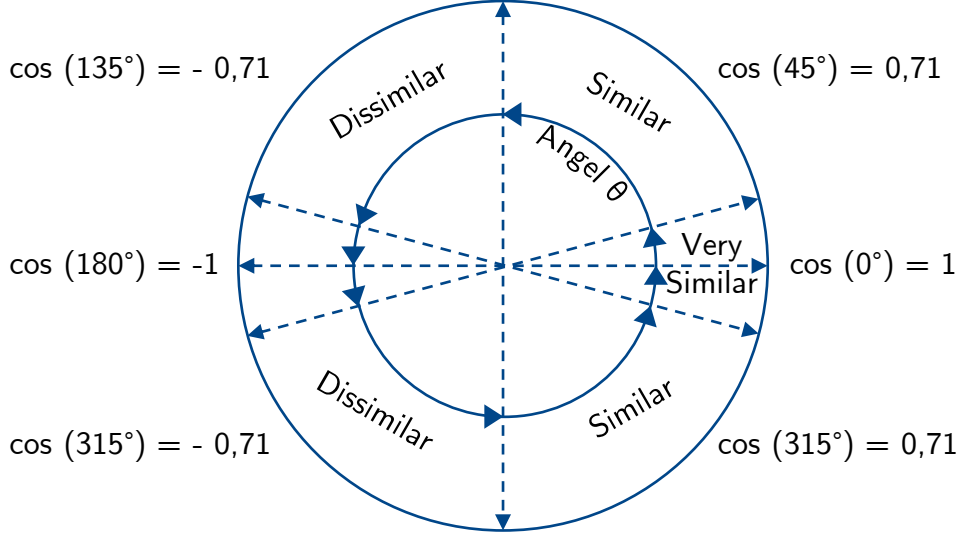 cos (135°) = - 0,71
Dissimilar
Similar
cos (45°) = 0,71
Angel θ
cos (180°) = -1
Very
Similar
cos (0°) = 1
Dissimilar
Similar
cos (315°) = - 0,71
cos (315°) = 0,71